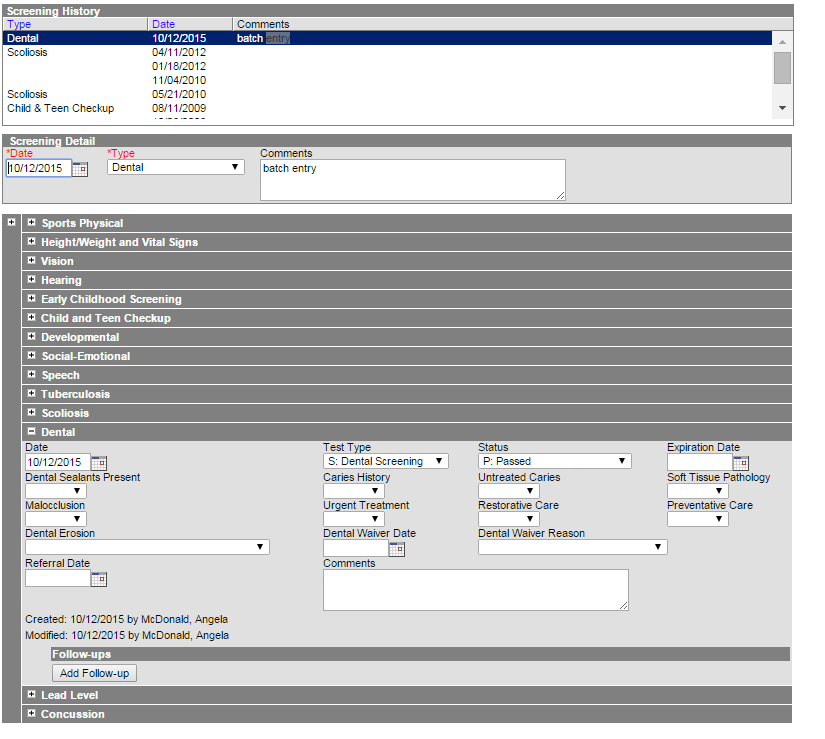 Screening History
Type Date Comments
Dental 10/12/2015 batch entry
Scoliosis 04/11/2012
01/18/2012
11/04/2010
Scoliosis 05/21/2010
Child & Teen Checkup 08/11/2009
Screening Detail
*Date *Type Comments
10/12/2015 Dental batch entry
Sports Physical
Height/Weight and Vital Signs
Vision
Hearing
Early Childhood Screening
Child and Teen Checkup
Developmental
Social-Emotional
Speech
Tuberculosis
Scoliosis
Dental
Date Test Type Status Expiration Date
10/12/2015 S: Dental Screening P: Passed
Dental Sealants Present Caries History Untreated Caries Soft Tissue Pathology
Malocclusion Urgent Treatment Restorative Care Preventative Care
Dental Erosion Dental Waiver Date Dental Waiver Reason
Referral Date Comments
Created: 10/12/2015 by McDonald, Angela
Modified: 10/12/2015 by McDonald, Angela
Follow-ups
Add Follow-up
Lead Level
Concussion